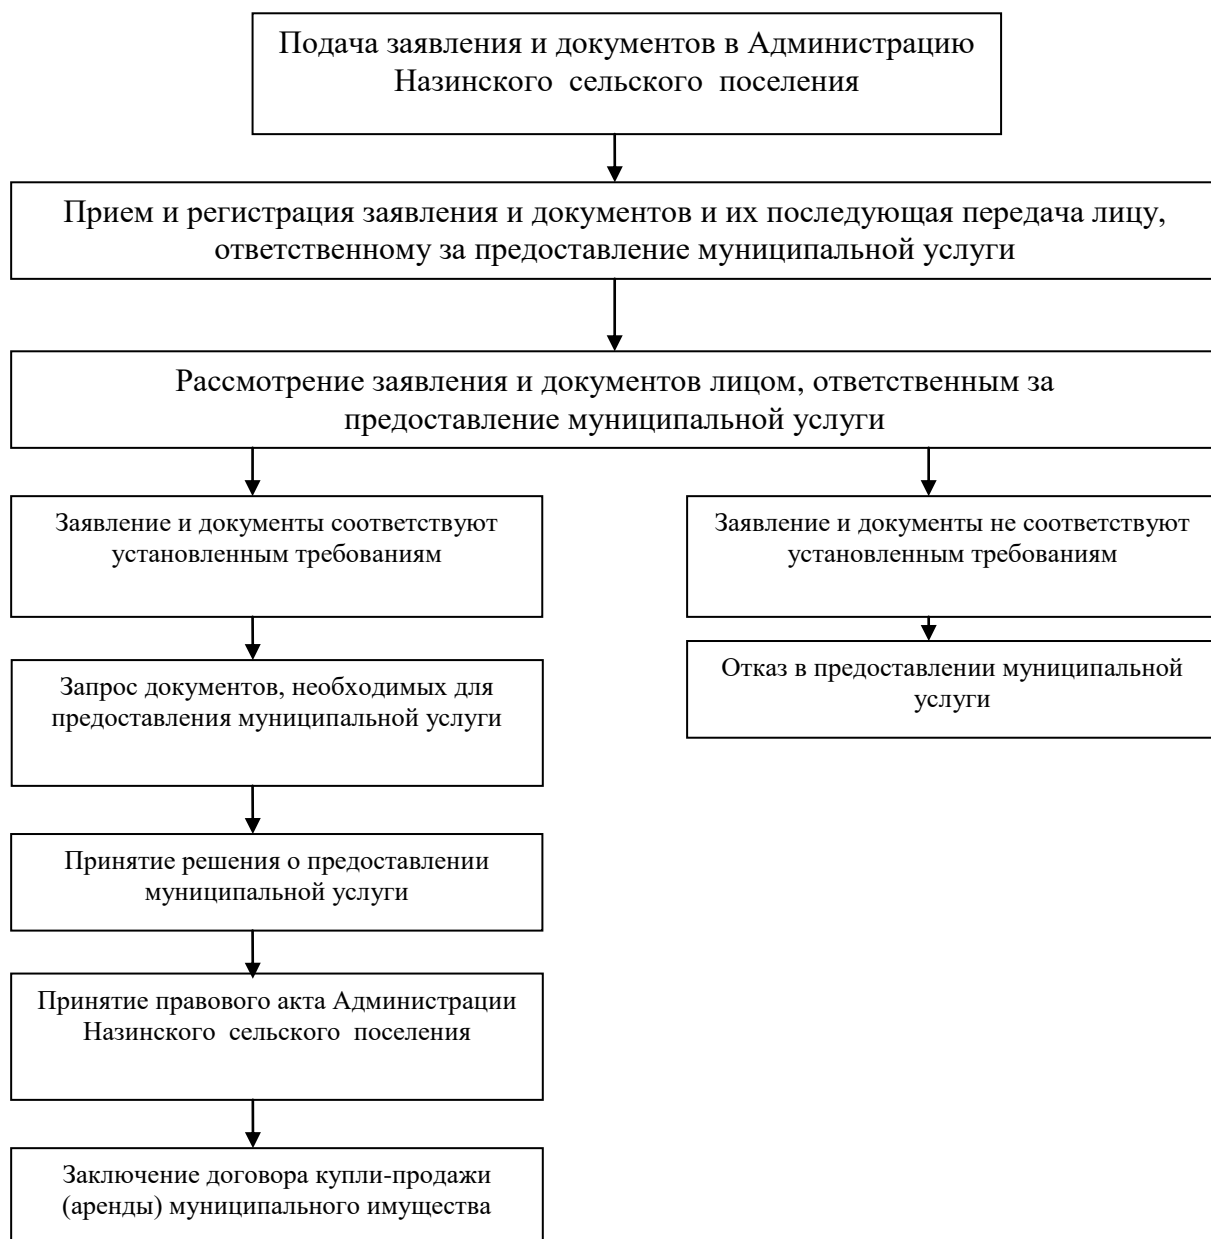 Подача заявления и документов в Администрацию
Назинского сельского поселения
Прием и регистрация заявления и документов и их последующая передача лицу,
ответственному за предоставление муниципальной услуги
Рассмотрение заявления и документов лицом, ответственным за
предоставление муниципальной услуги
Заявление и документы соответствуют
установленным требованиям
Заявление и документы не соответствуют
установленным требованиям
Запрос документов, необходимых для
предоставления муниципальной услуги
Отказ в предоставлении муниципальной
услуги
Принятие решения о предоставлении
муниципальной услуги
Принятие правового акта Администрации
Назинского сельского поселения
Заключение договора купли-продажи
(аренды) муниципального имущества